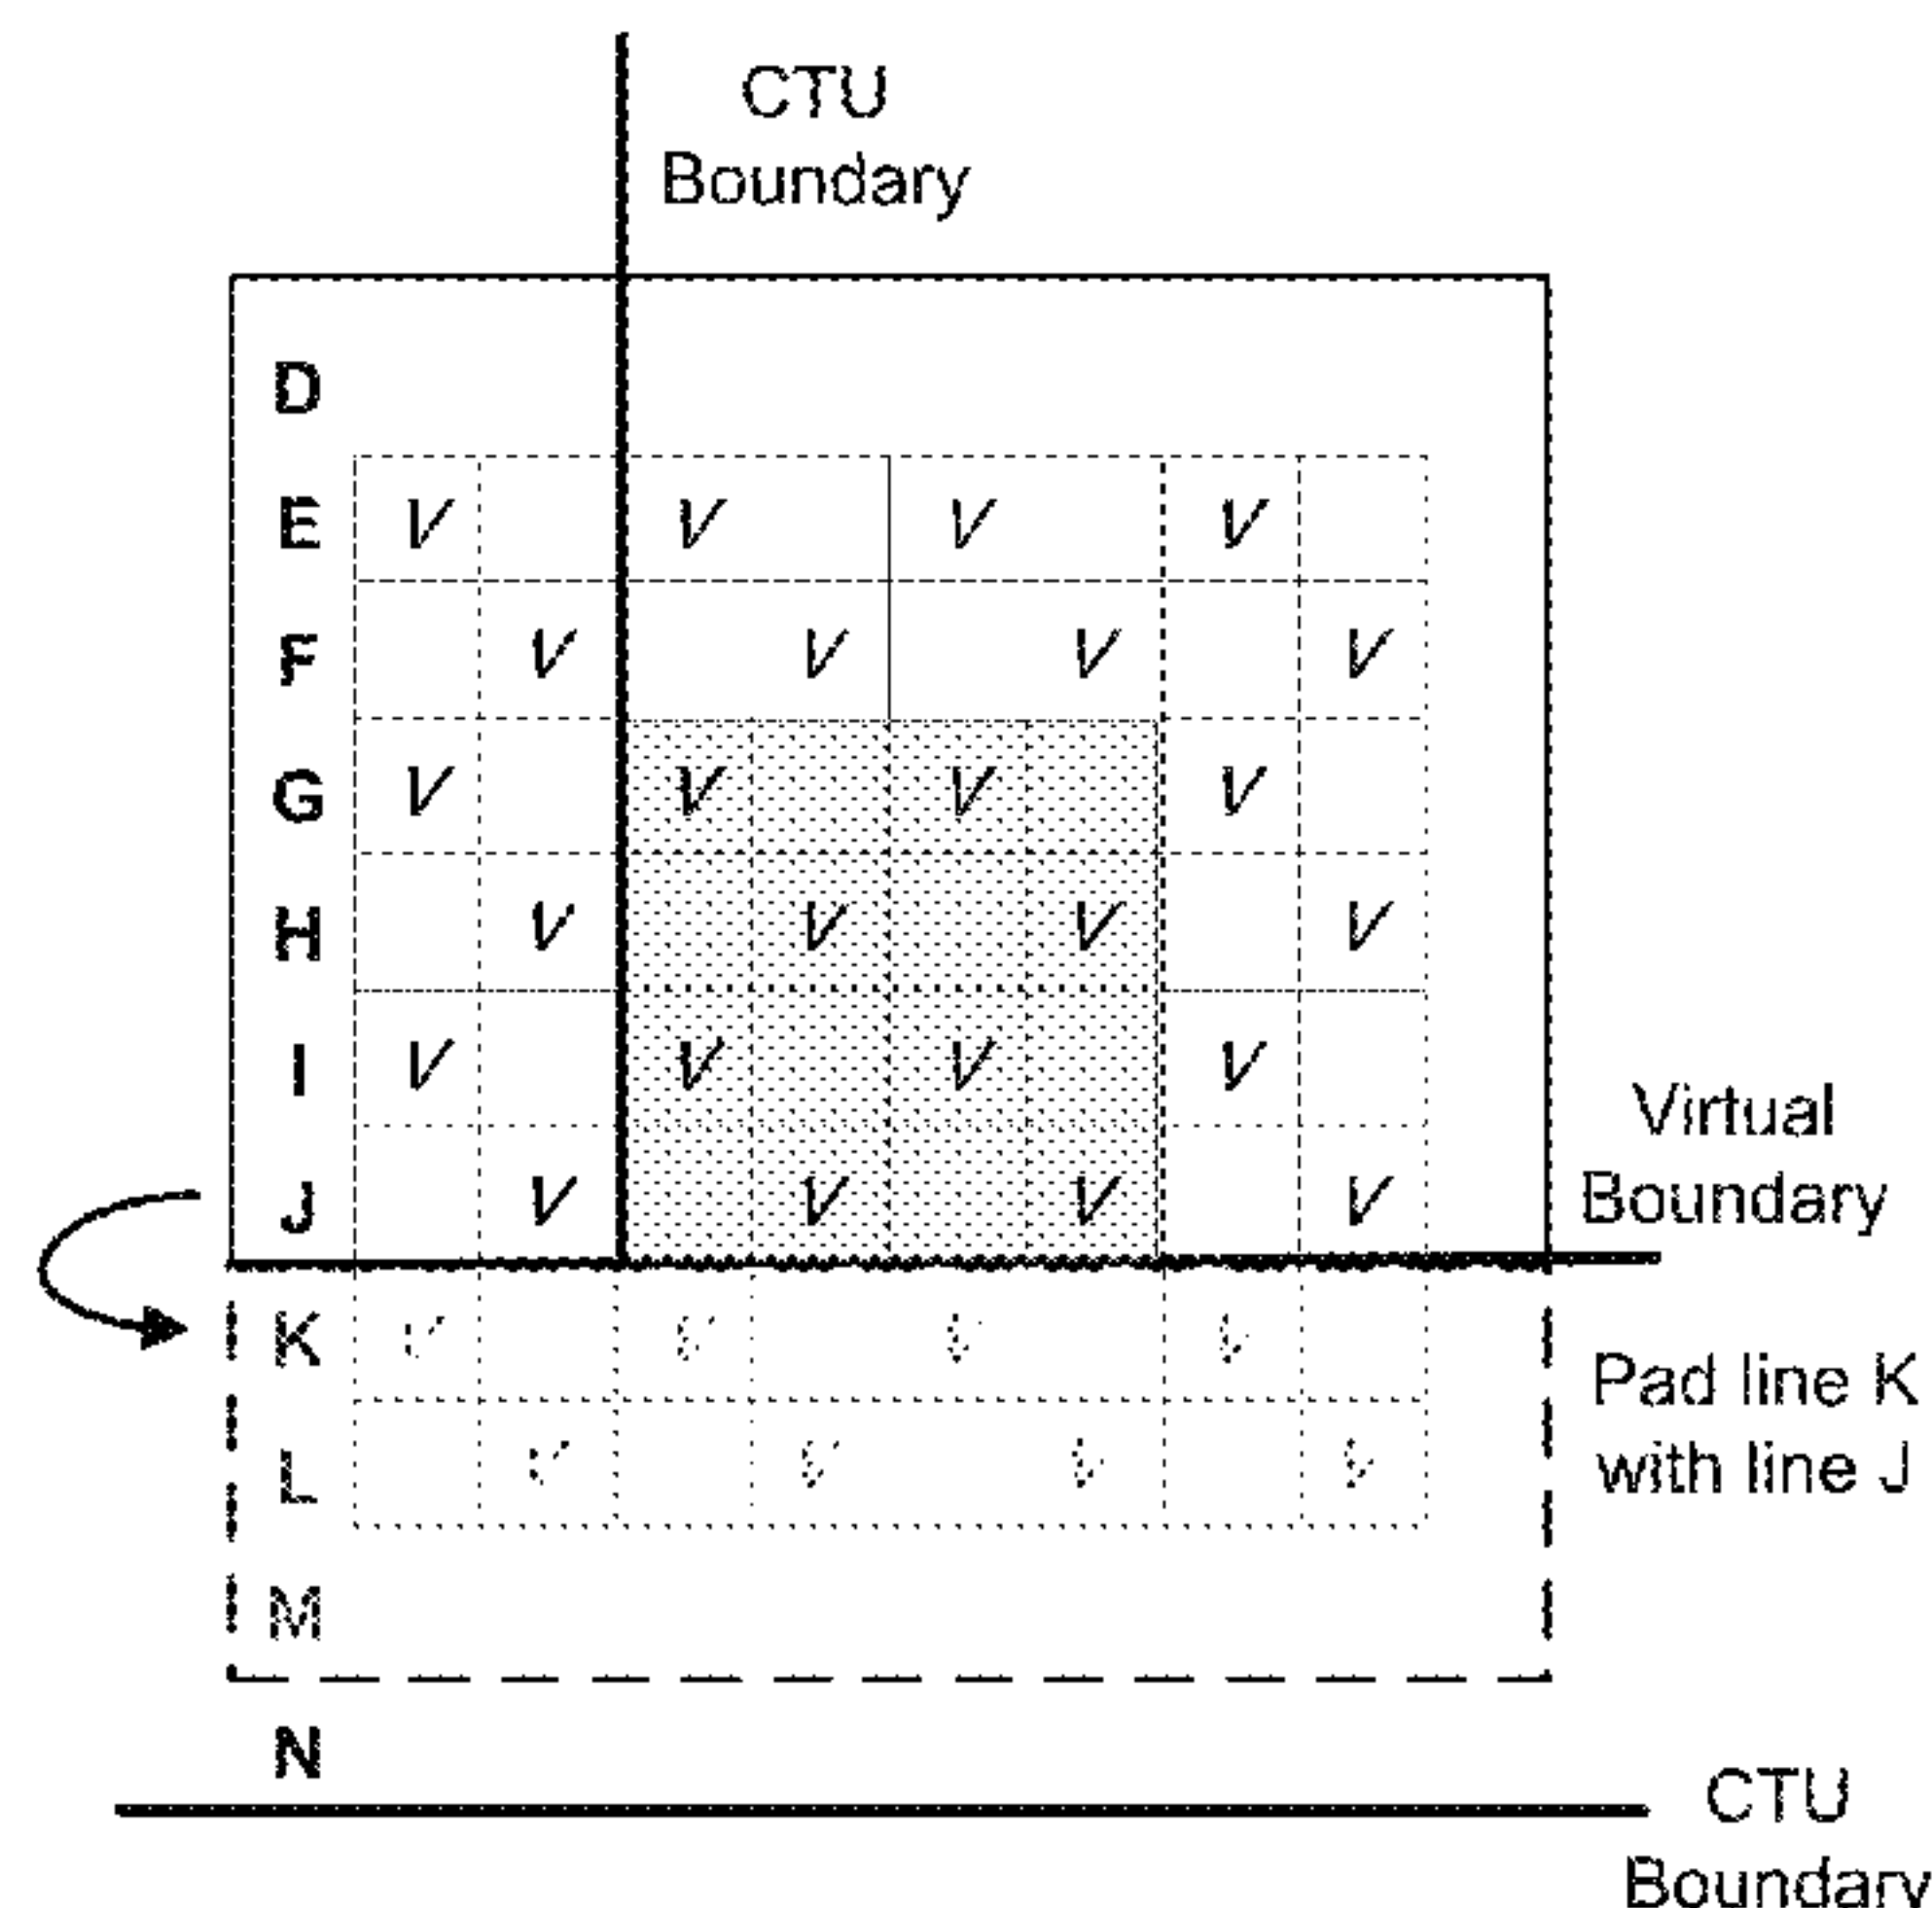 CTU
Boundary
D
E V V V V
F V V V V
G V V V V
H V V V V
I V V V V
J V V V V
Virtual
Boundary
K V V V V
Pad line K
with line J
L V V V V
M
N
CTU
Boundary